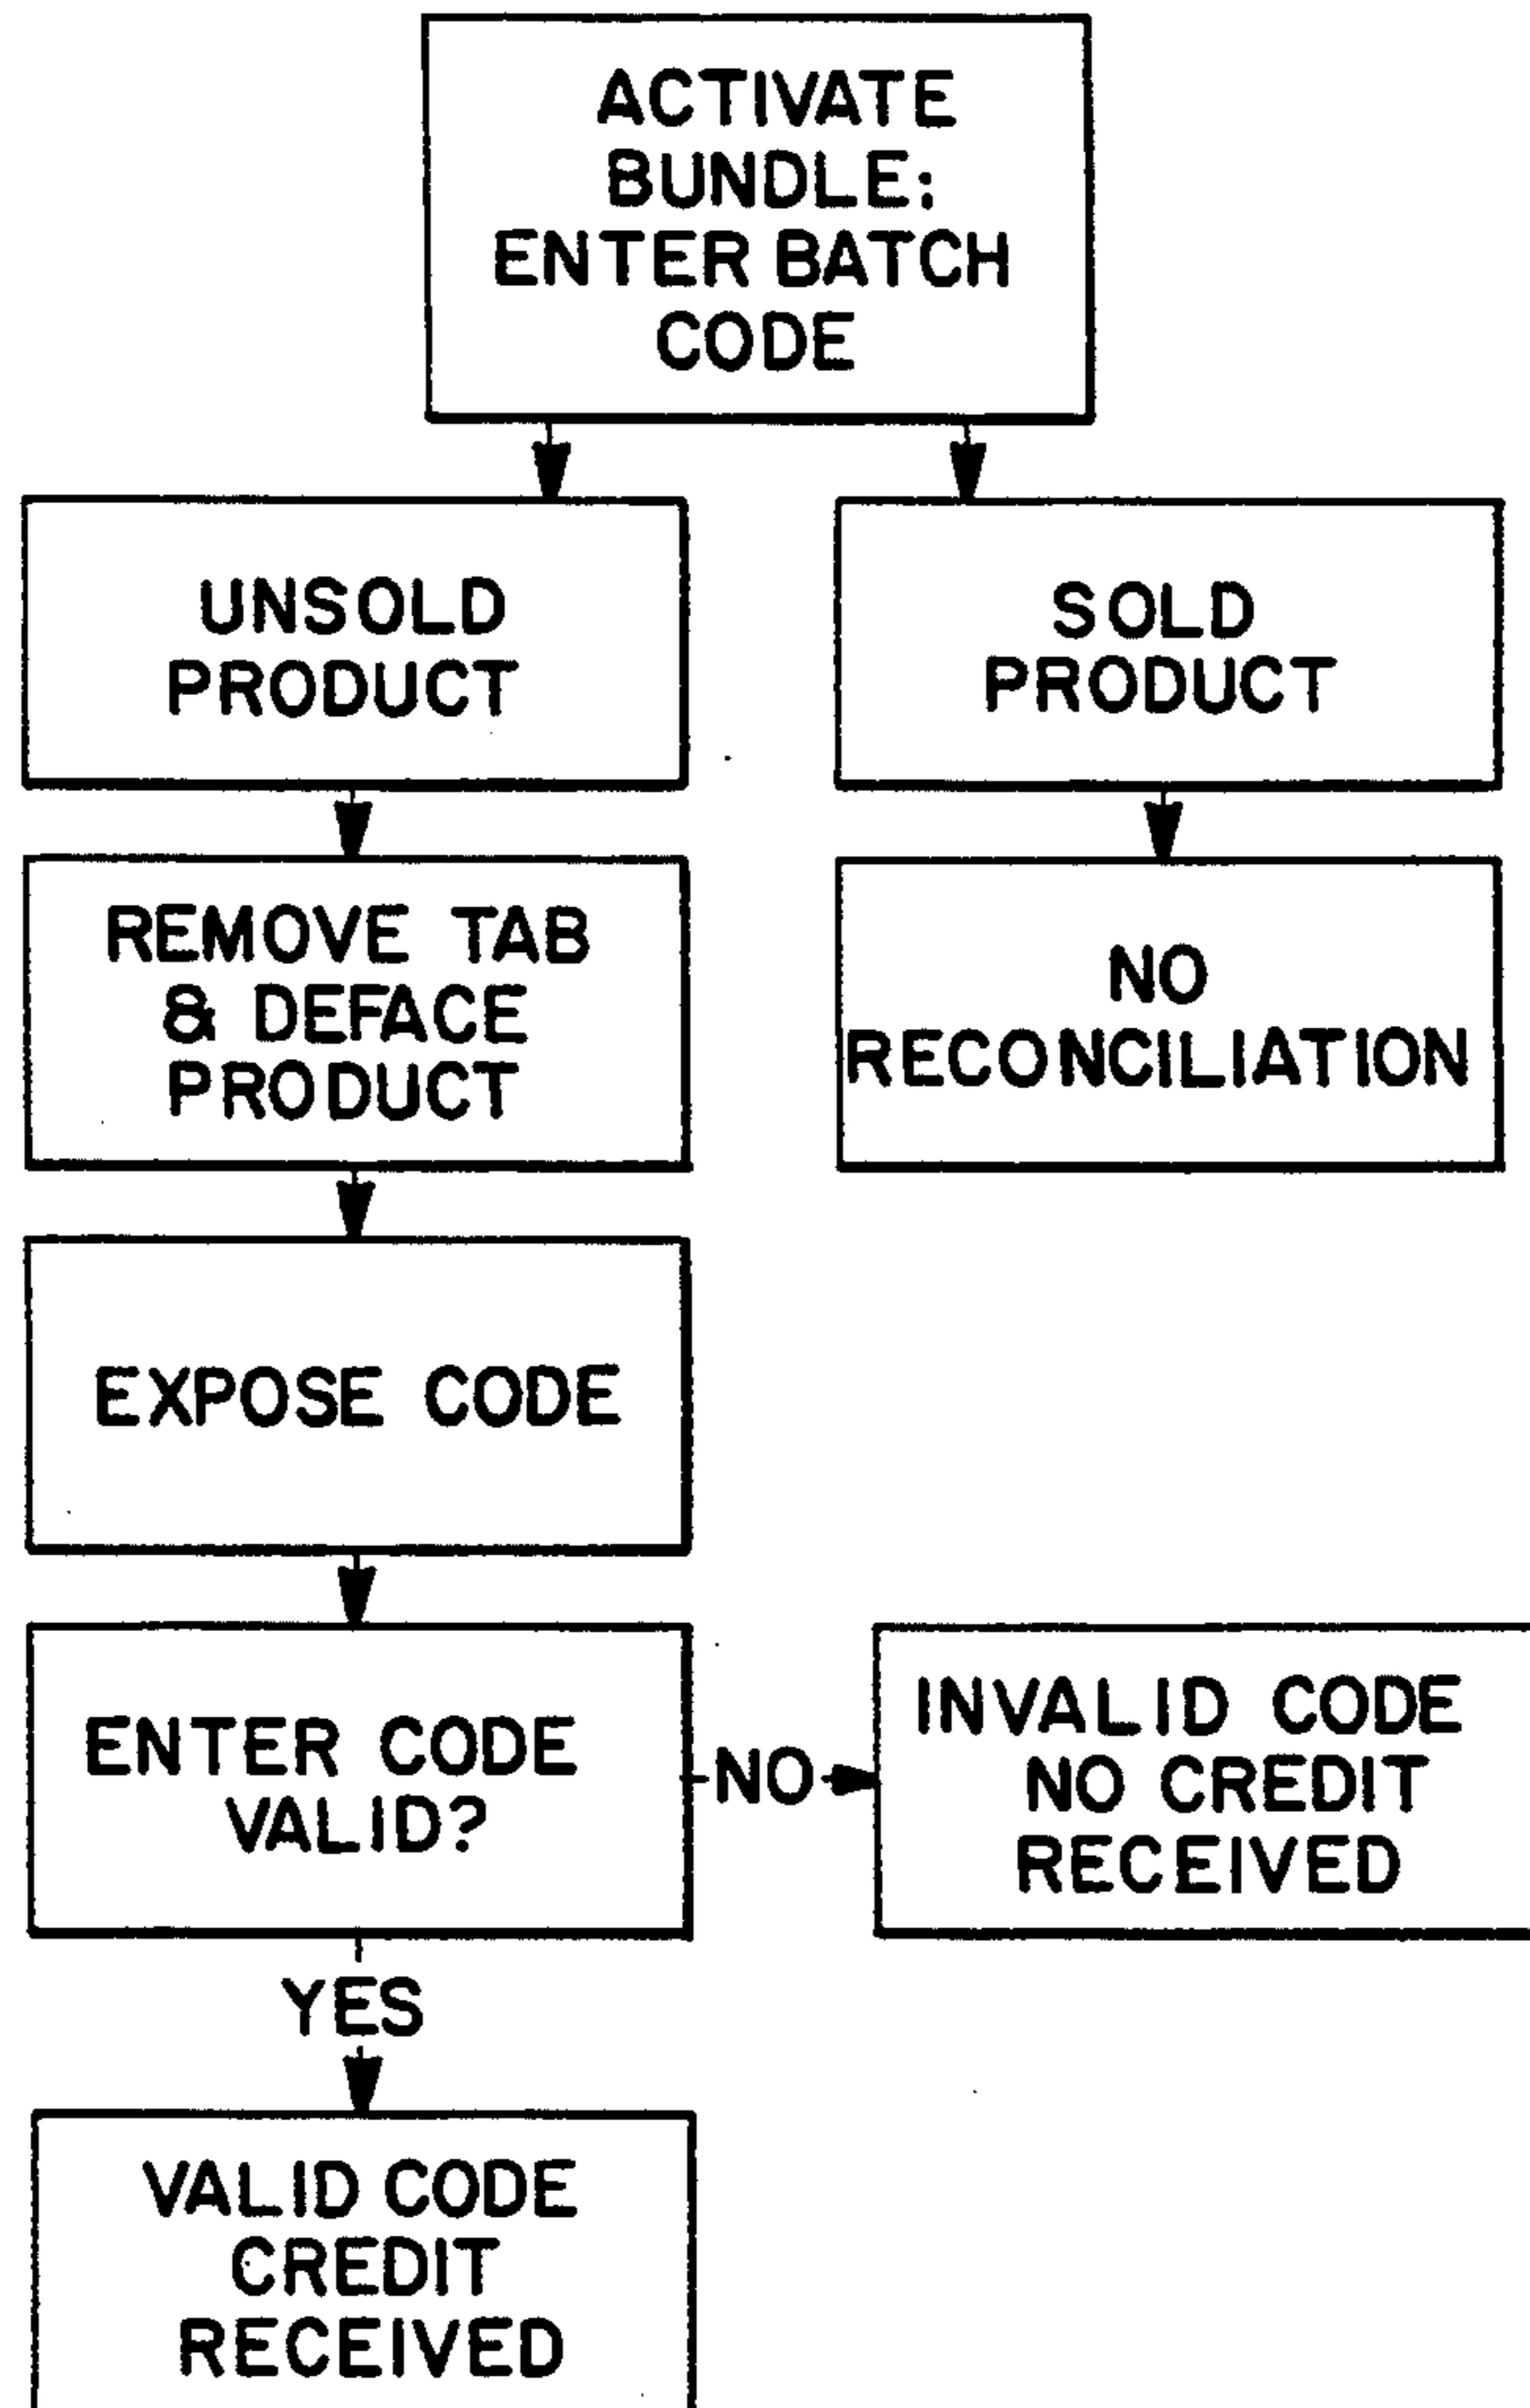 ACTIVATE
BUNDLE:
ENTER BATCH
CODE
UNSOLD
PRODUCT
SOLD
PRODUCT
REMOVE TAB
& DEFACE
PRODUCT
NO
RECONCILIATION
EXPOSE CODE
ENTER CODE
VALID?
NO
INVALID CODE
NO CREDIT
RECEIVED
YES
VALID CODE
CREDIT
RECEIVED